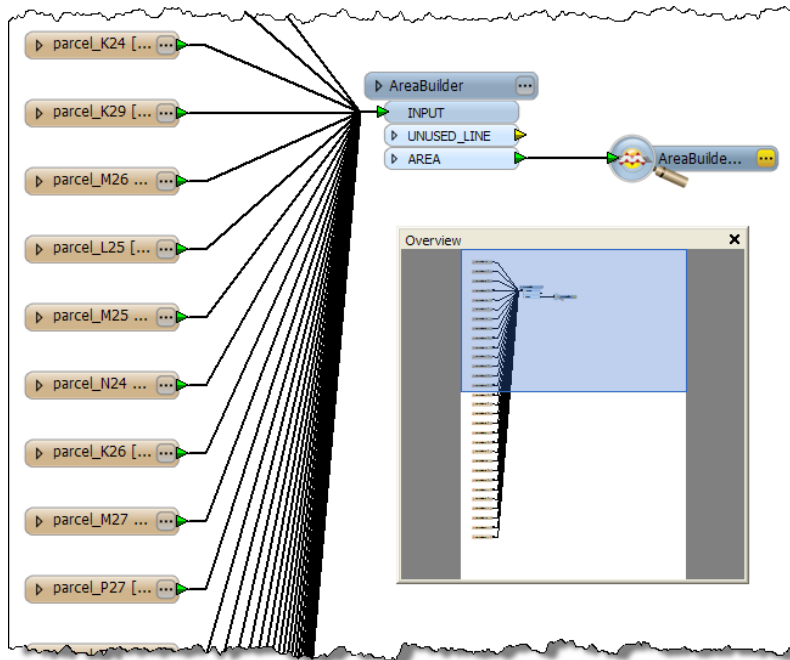 parcel_K24 [...
parcel_K29 [...
parcel_M26 ...
parcel_L25 [...
parcel_M25 ...
parcel_N24 ...
parcel_K26 [...
parcel_M27 ...
parcel_P27 [...
AreaBuilder
INPUT
UNUSED_LINE
AREA
AreaBuilde...
Overview